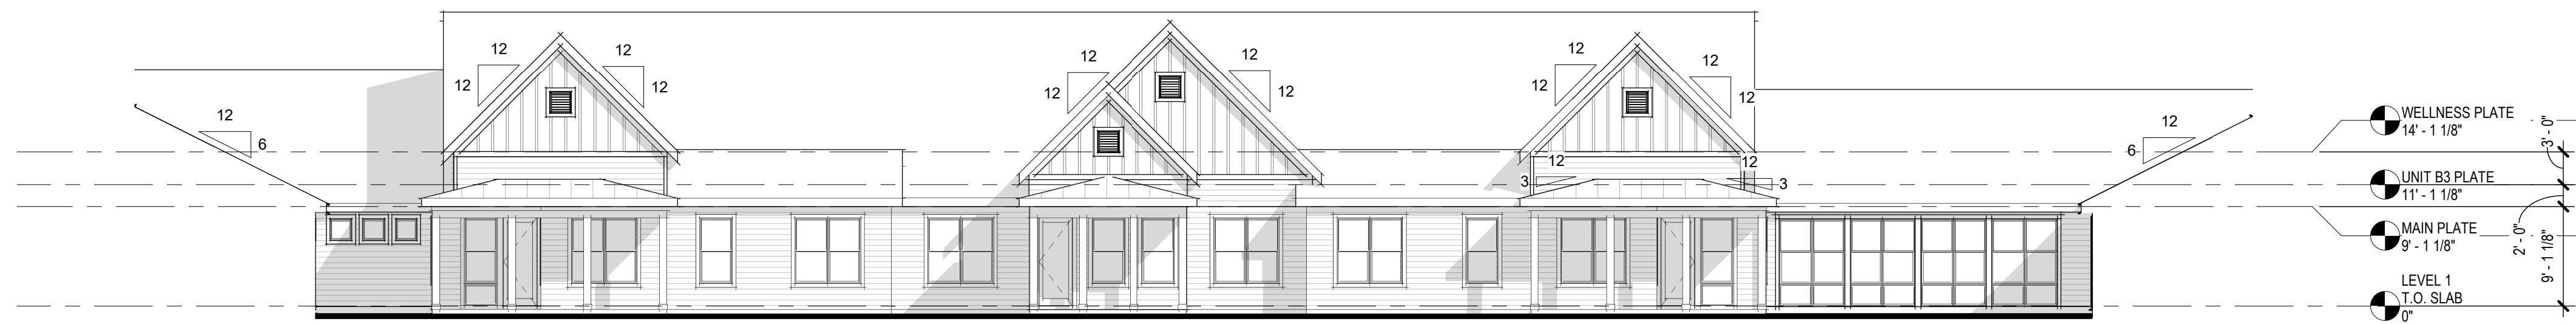 12
12
12
12
12
6
12
12
12
12
12
12
12
12
12
3
12
3
12
6
WELLNESS PLATE
14' - 1 1/8"
UNIT B3 PLATE
11' - 1 1/8"
MAIN PLATE
9' - 1 1/8"
LEVEL 1
T.O. SLAB
0"
3' - 0"
2' - 0"
9' - 1 1/8"